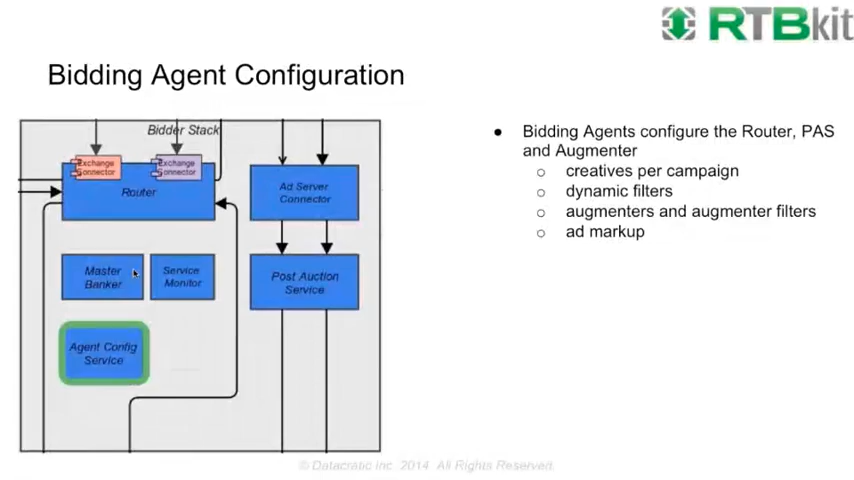 RTBkit
Bidding Agent Configuration
Bidder Stack
Exchange
Connector
Exchange
Connector
Router
Ad Server
Connector
Master
Banker
Service
Monitor
Post Auction
Service
Agent Config
Service
● Bidding Agents configure the Router, PAS
and Augmenter
○ creatives per campaign
○ dynamic filters
○ augmenters and augmenter filters
○ ad markup
© Datacratic inc. 2014. All Rights Reserved.